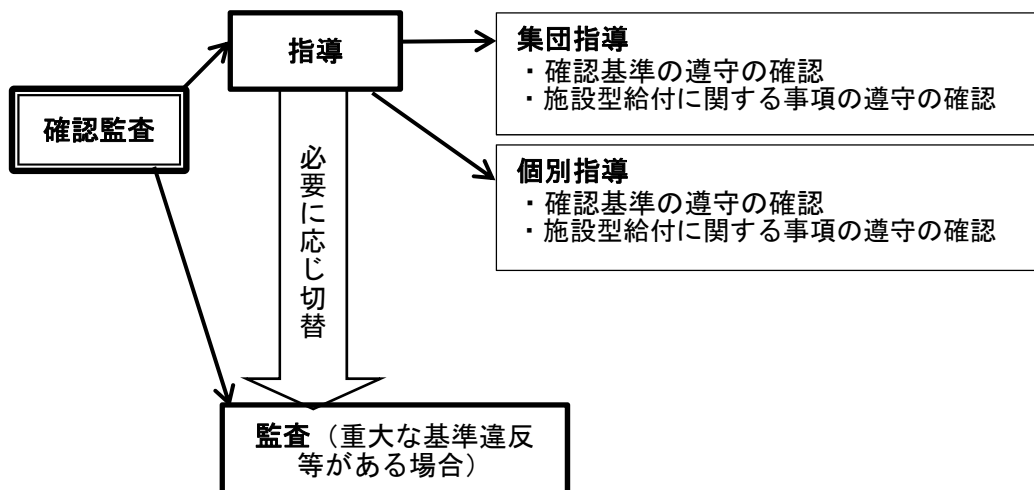 指導
集団指導
・確認基準の遵守の確認
・施設型給付に関する事項の遵守の確認
確認監査
個別指導
・確認基準の遵守の確認
・施設型給付に関する事項の遵守の確認
必要に応じ切替
監査（重大な基準違反
等がある場合）